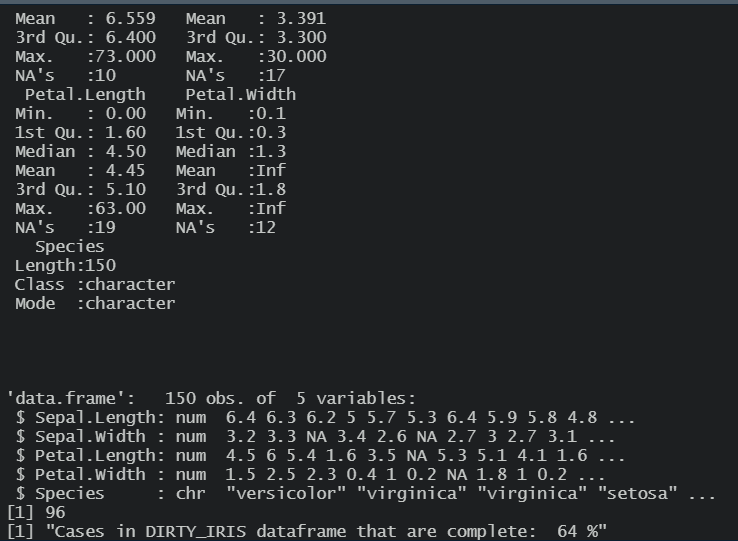 Mean   : 6.559   Mean   : 3.391
3rd Qu.: 6.400   3rd Qu.: 3.300
Max.   :73.000   Max.   :30.000
NA's   :10       NA's   :17
Petal.Length    Petal.Width
Min.   : 0.00   Min.   :0.1
1st Qu.: 1.60   1st Qu.:0.3
Median : 4.50   Median :1.3
Mean   : 4.45   Mean   :Inf
3rd Qu.: 5.10   3rd Qu.:1.8
Max.   :63.00   Max.   :Inf
NA's   :19      NA's   :12
Species
Length:150
Class :character
Mode  :character
'data.frame':   150 obs. of  5 variables:
$ Sepal.Length: num  6.4 6.3 6.2 5 5.7 5.3 6.4 5.9 5.8 4.8 ...
$ Sepal.Width : num  3.2 3.3 NA 3.4 2.6 NA 2.7 3 2.7 3.1 ...
$ Petal.Length: num  4.5 6 5.4 1.6 3.5 NA 5.3 5.1 4.1 1.6 ...
$ Petal.Width : num  1.5 2.5 2.3 0.4 1 0.2 NA 1.8 1 0.2 ...
$ Species     : chr  "versicolor" "virginica" "virginica" "setosa" ...
[1] 96
[1] "Cases in DIRTY_IRIS dataframe that are complete:  64 %"